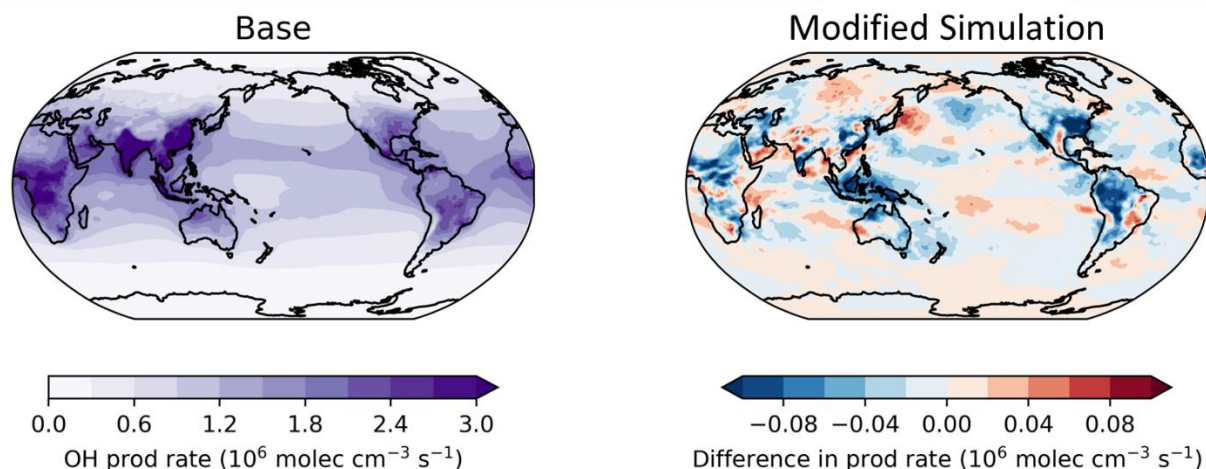 Base
Modified Simulation
0.0 0.6 1.2 1.8 2.4 3.0
OH prod rate (10⁶ molec cm⁻³ s⁻¹)
−0.08 −0.04 0.00 0.04 0.08
Difference in prod rate (10⁶ molec cm⁻³ s⁻¹)